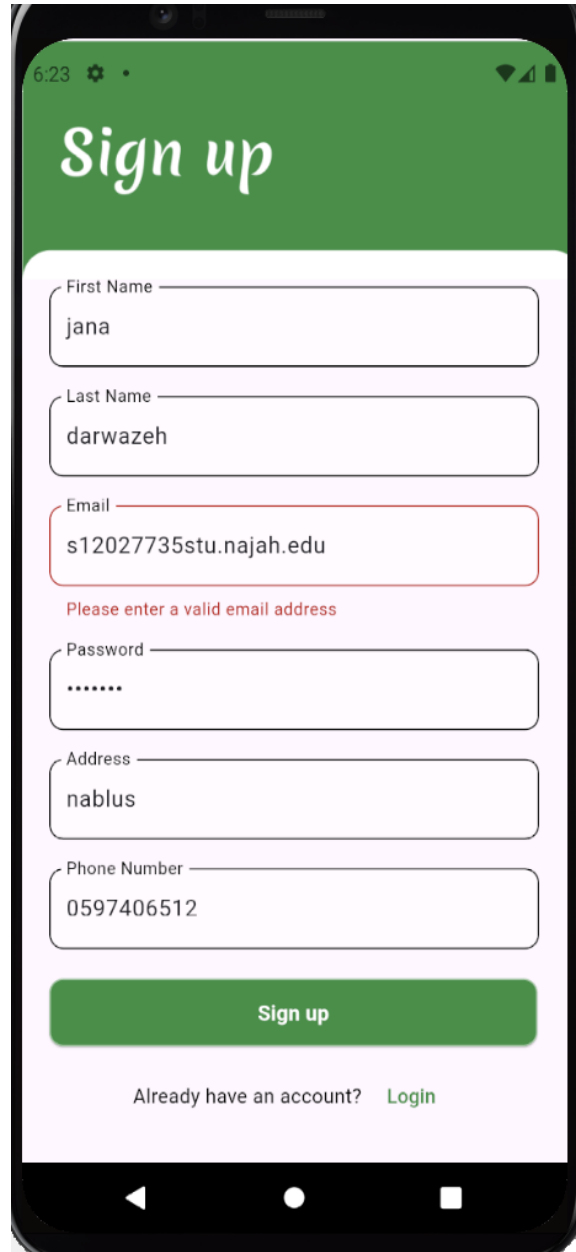 6:23
Sign up
First Name
jana
Last Name
darwazeh
Email
s12027735stu.najah.edu
Please enter a valid email address
Password
•••••••
Address
nablus
Phone Number
0597406512
Sign up
Already have an account? Login